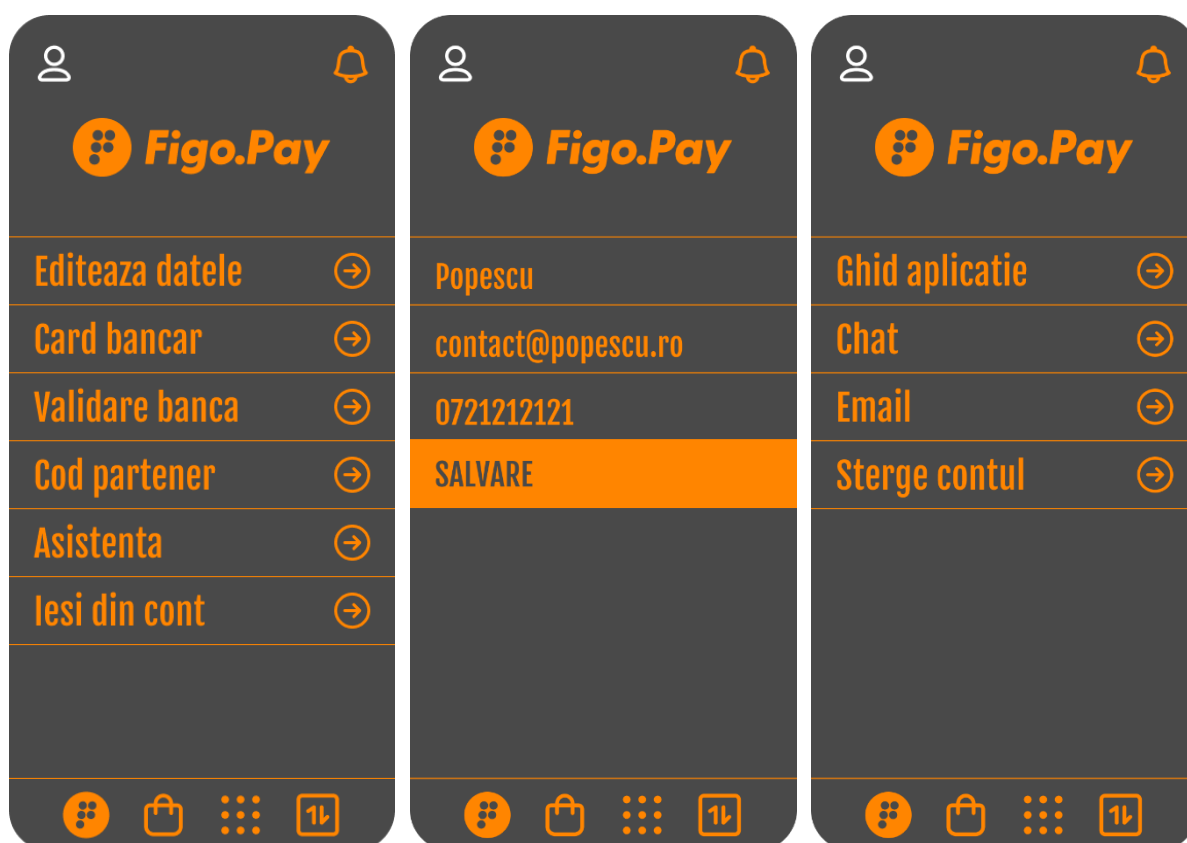 Figo.Pay
Editeaza datele
Card bancar
Validare banca
Cod partener
Asistenta
Iesi din cont
Figo.Pay
Popescu
contact@popescu.ro
0721212121
SALVARE
Figo.Pay
Ghid aplicatie
Chat
Email
Sterge contul